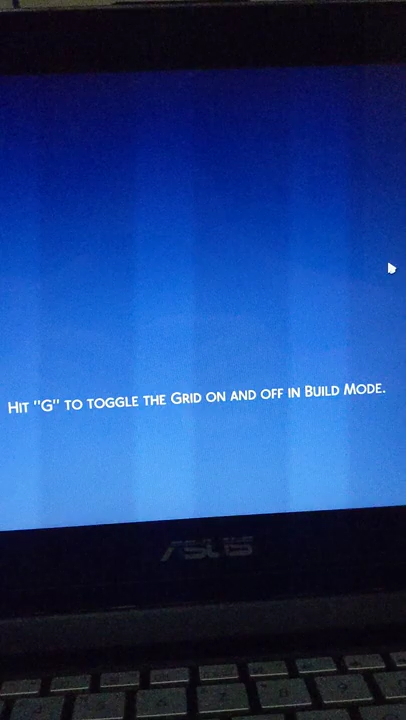 Hit "G" to toggle the Grid on and off in Build Mode.
ASUS